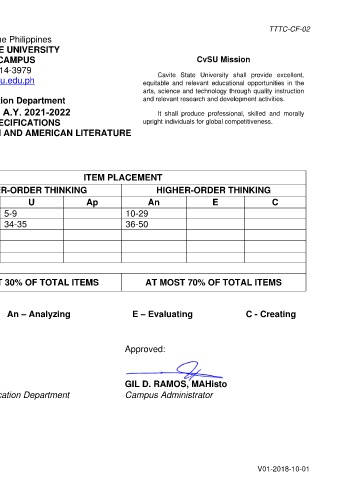 TTTC-CF-02
ne Philippines
E UNIVERSITY
CAMPUS
14-3979
u.edu.ph
tion Department
A.Y. 2021-2022
ECIFICATIONS
H AND AMERICAN LITERATURE
CvSU Mission
Cavite State University shall provide excellent,
equitable and relevant educational opportunities in the
arts, science and technology through quality instruction
and relevant research and development activities.
It shall produce professional, skilled and morally
upright individuals for global competitiveness.
ITEM PLACEMENT
R-ORDER THINKING HIGHER-ORDER THINKING
U Ap An E C
5-9 10-29
34-35 36-50
T 30% OF TOTAL ITEMS AT MOST 70% OF TOTAL ITEMS
An – Analyzing E – Evaluating C - Creating
Approved:
GIL D. RAMOS, MAHisto
cation Department Campus Administrator
V01-2018-10-01